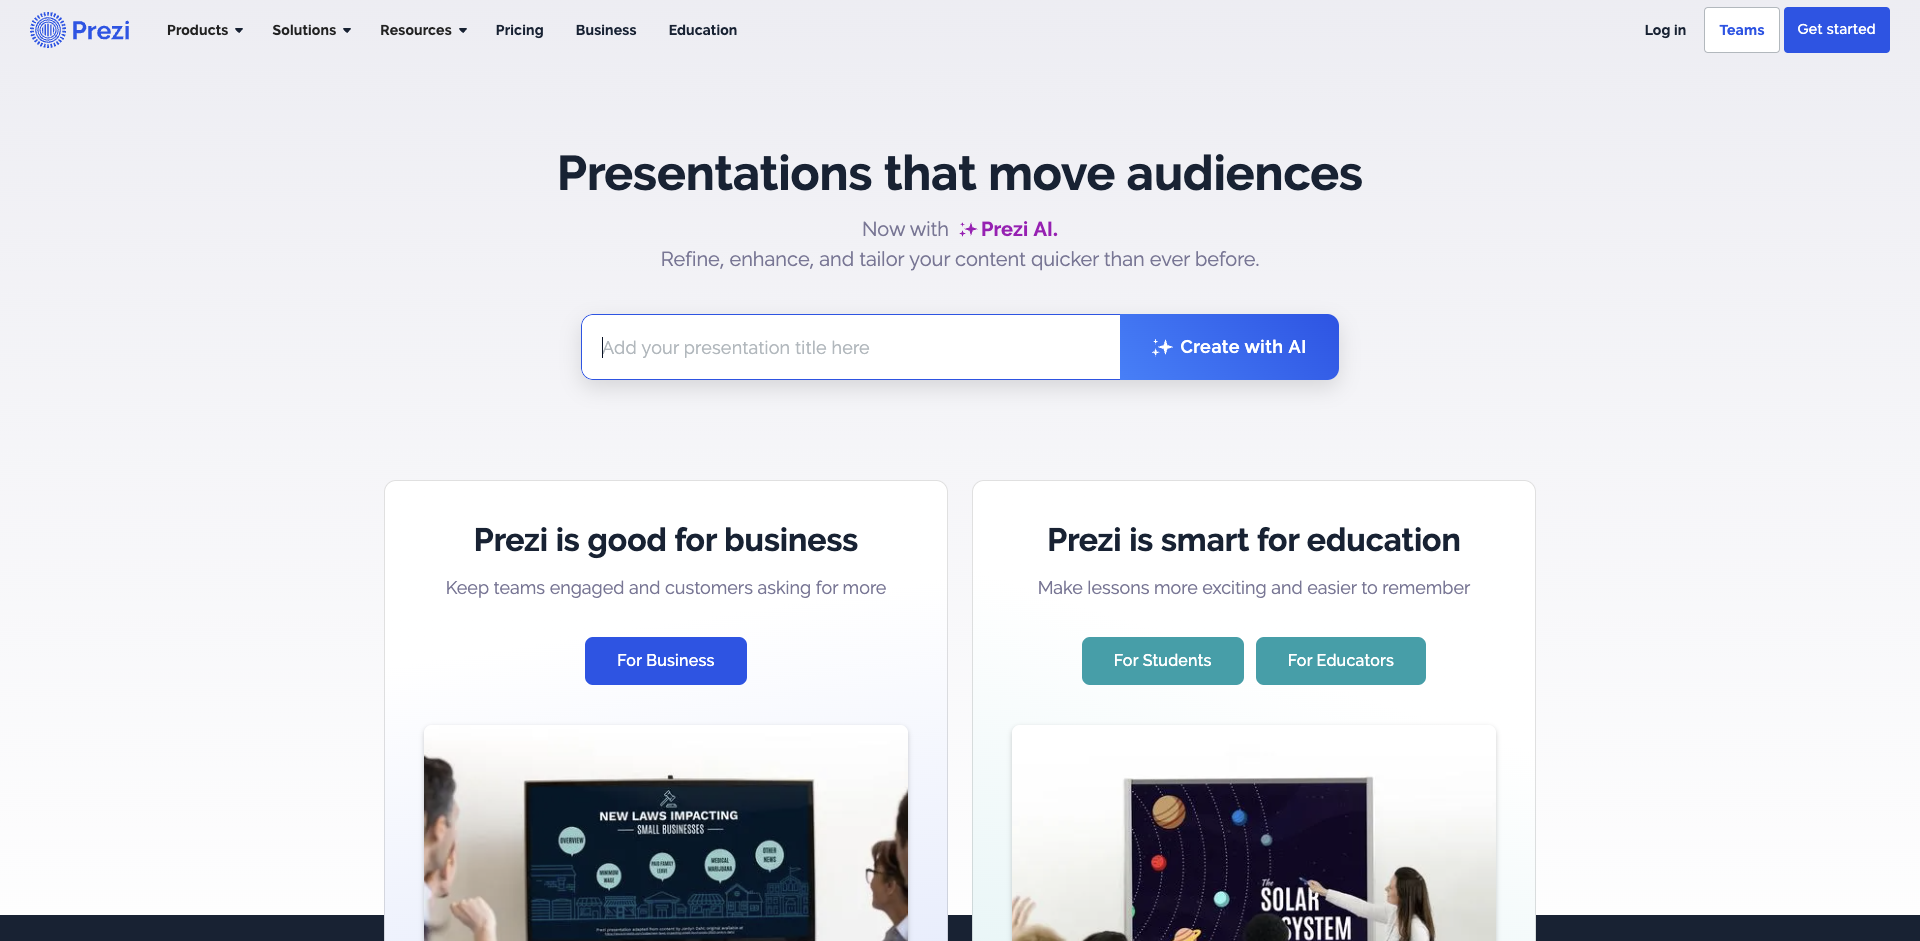 Prezi
Products
Solutions
Resources
Pricing
Business
Education
Log in
Teams
Get started
Presentations that move audiences
Now with Prezi AI.
Refine, enhance, and tailor your content quicker than ever before.
Add your presentation title here
Create with AI
Prezi is good for business
Keep teams engaged and customers asking for more
For Business
NEW LAWS IMPACTING
SMALL BUSINESSES
OVERVIEW
MINIMUM
WAGE
PAID FAMILY
LEAVE
MEDICAL
MARIJUANA
OTHER
NEWS
Prezi is smart for education
Make lessons more exciting and easier to remember
For Students
For Educators
The
SOLAR
YSTEM